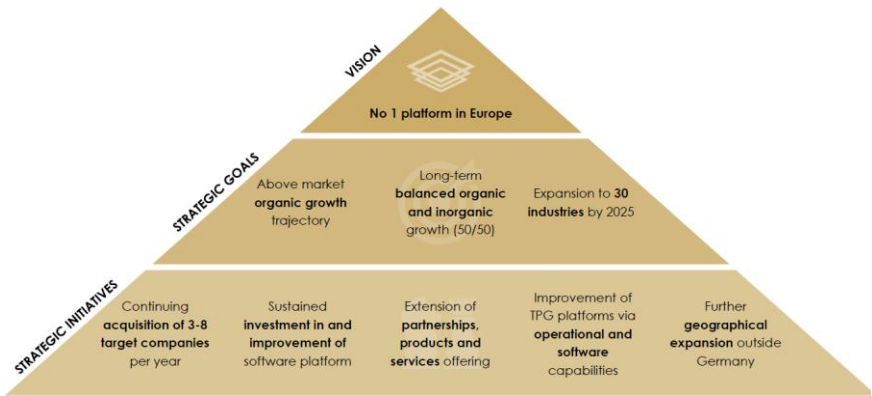 VISION
No 1 platform in Europe
STRATEGIC GOALS
Above market
organic growth
trajectory
Long-term
balanced organic
and inorganic
growth (50/50)
Expansion to 30
industries by 2025
STRATEGIC INITIATIVES
Continuing
acquisition of 3-8
target companies
per year
Sustained
investment in and
improvement of
software platform
Extension of
partnerships,
products and
services offering
Improvement of
TPG platforms via
operational and
software
capabilities
Further
geographical
expansion outside
Germany